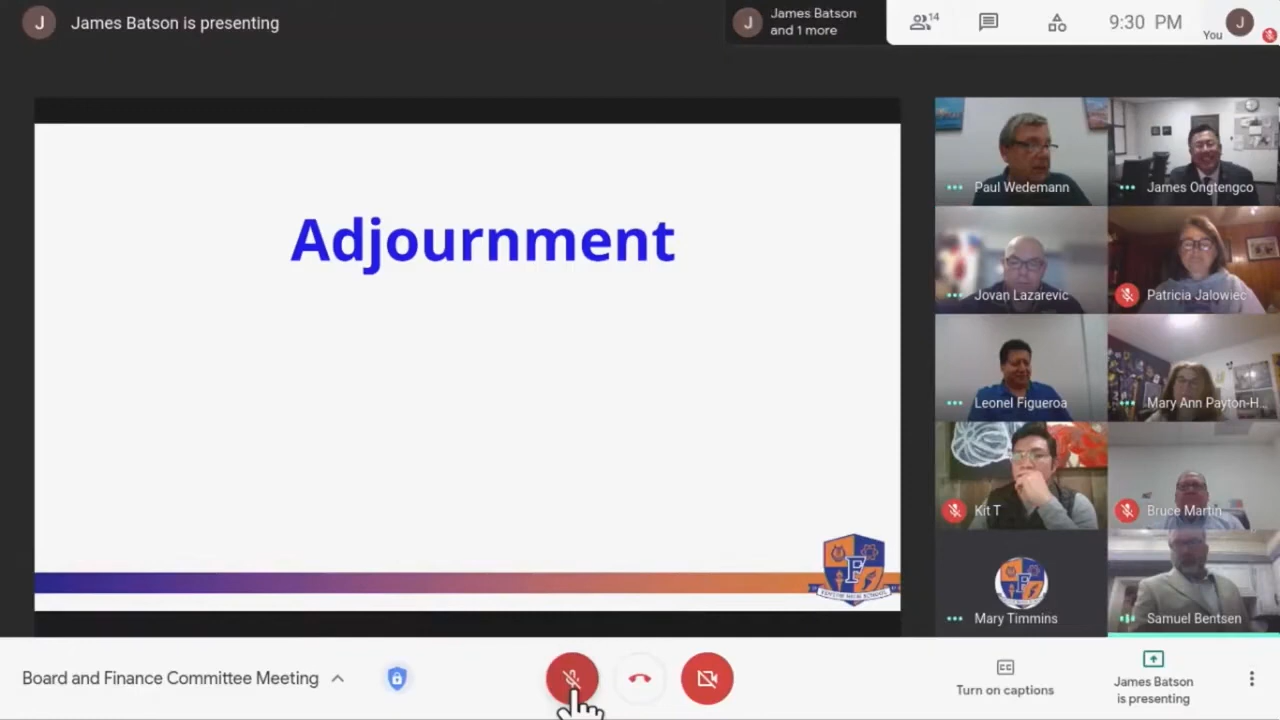 J
James Batson is presenting
J
James Batson
and 1 more
14
9:30 PM
You
J
Adjournment
F
Paul Wedemann
James Ongtengco
Jovan Lazarevic
Patricia Jalowiec
Leonel Figueroa
Mary Ann Payton-H...
Kit T
Bruce Martin
Mary Timmins
Samuel Bentsen
Board and Finance Committee Meeting
CC
Turn on captions
James Batson
is presenting